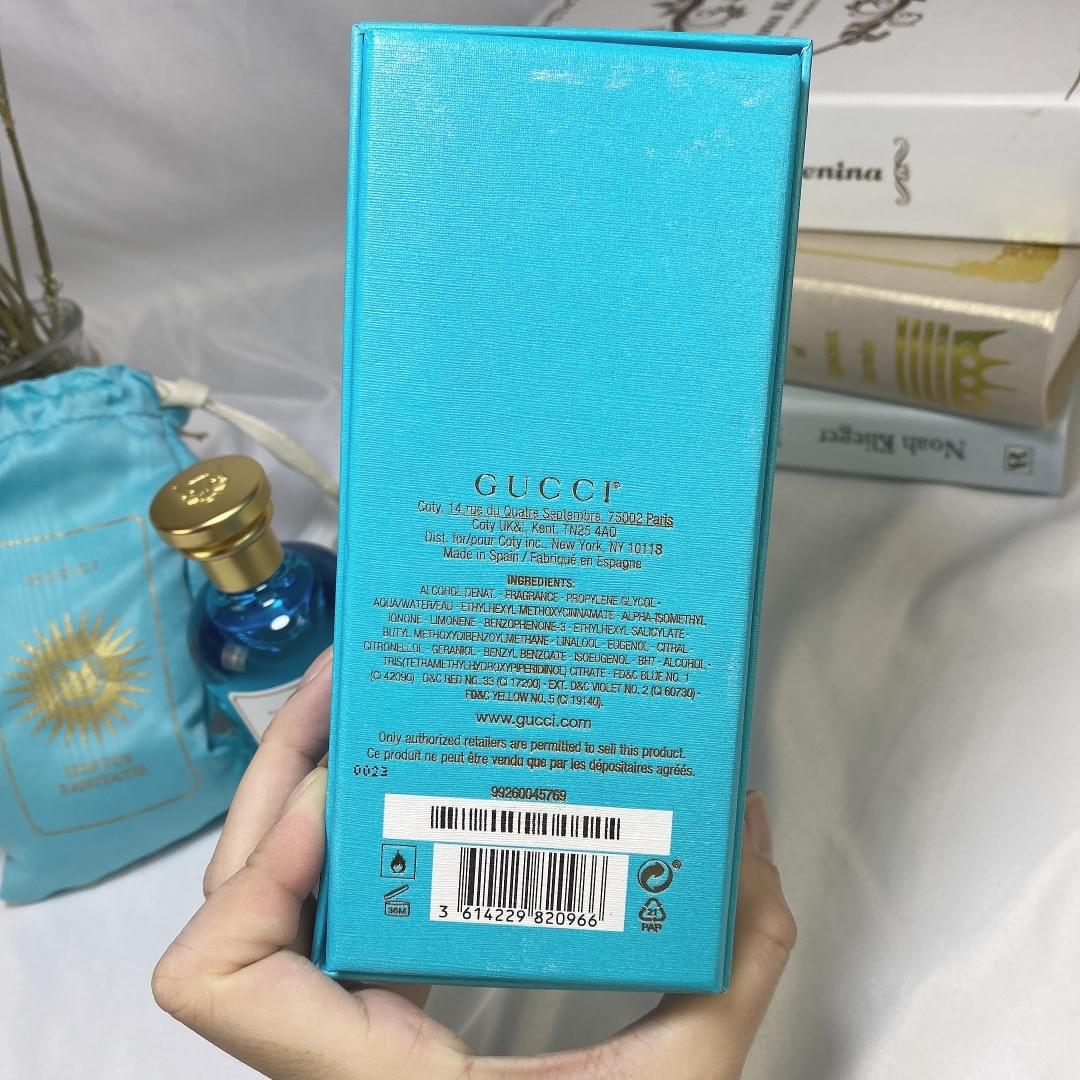 enina
Noah Klieger
GUCCI
GUCCI®
Coty, 14, rue du Quatre Septembre, 75002 Paris
Coty UK&I, Kent, TN25 4AQ
Dist. for/pour Coty Inc., New York, NY 10118
Made in Spain / Fabriqué en Espagne
INGREDIENTS:
ALCOHOL DENAT. - FRAGRANCE - PROPYLENE GLYCOL -
AQUA/WATER/EAU - ETHYLHEXYL METHOXYCINNAMATE - ALPHA-ISOMETHYL
IONONE - LIMONENE - BENZOPHENONE-3 - ETHYLHEXYL SALICYLATE -
BUTYL METHOXYDIBENZOYLMETHANE - LINALOOL - EUGENOL - CITRAL -
CITRONELLOL - GERANIOL - BENZYL BENZOATE - ISOEUGENOL - BHT - ALCOHOL -
TRIS(TETRAMETHYLHYDROXYPIPERIDINOL) CITRATE - FD&C BLUE NO. 1
(CI 42090) - D&C RED NO. 33 (CI 17200) - EXT. D&C VIOLET NO. 2 (CI 60730) -
FD&C YELLOW NO. 5 (CI 19140).
www.gucci.com
Only authorized retailers are permitted to sell this product.
Ce produit ne peut être vendu que par les dépositaires agréés.
0023
99260045769
36M
3 614229 820966
21
PAP